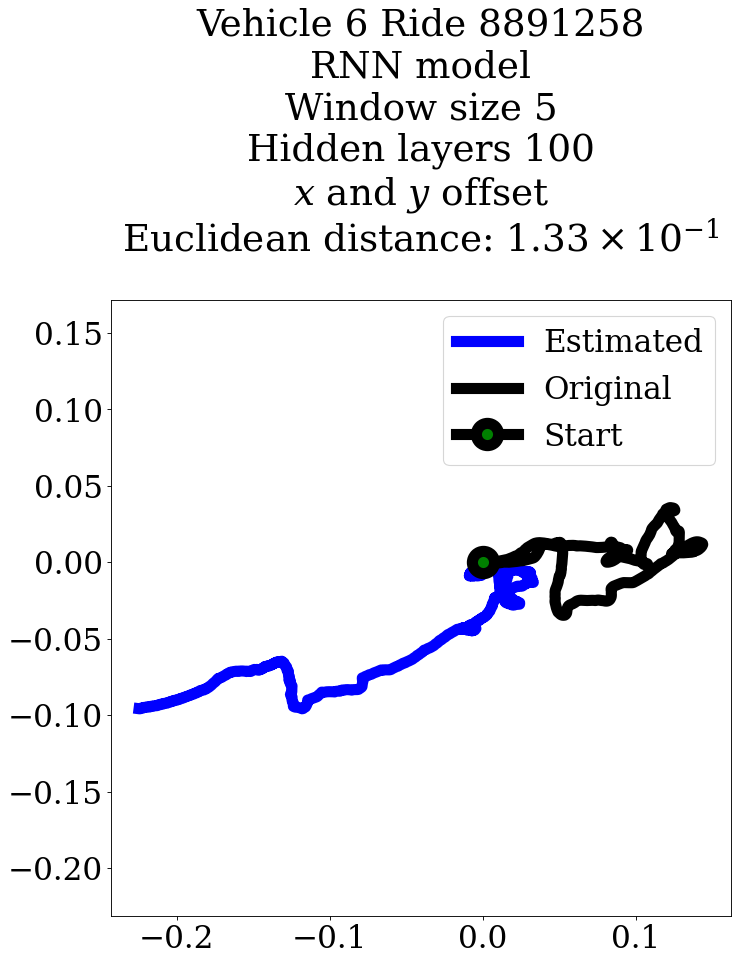 Vehicle 6 Ride 8891258
RNN model
Window size 5
Hidden layers 100
x and y offset
Euclidean distance: 1.33 × 10⁻¹
Estimated
Original
Start
0.15
0.10
0.05
0.00
−0.05
−0.10
−0.15
−0.20
−0.2 −0.1 0.0 0.1